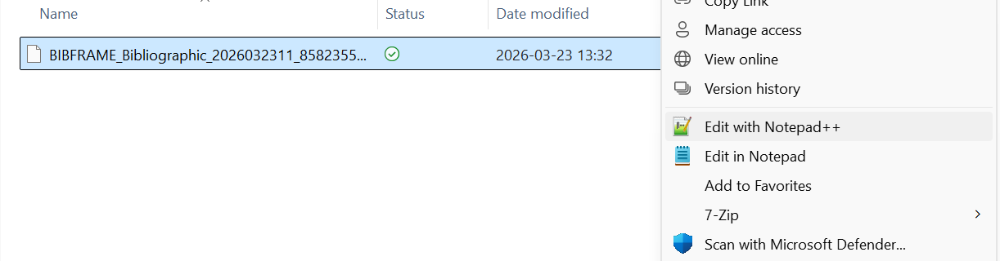 Name Status Date modified
BIBFRAME_Bibliographic_2026032311_8582355... 2026-03-23 13:32
Copy Link
Manage access
View online
Version history
Edit with Notepad++
Edit in Notepad
Add to Favorites
7-Zip
Scan with Microsoft Defender...